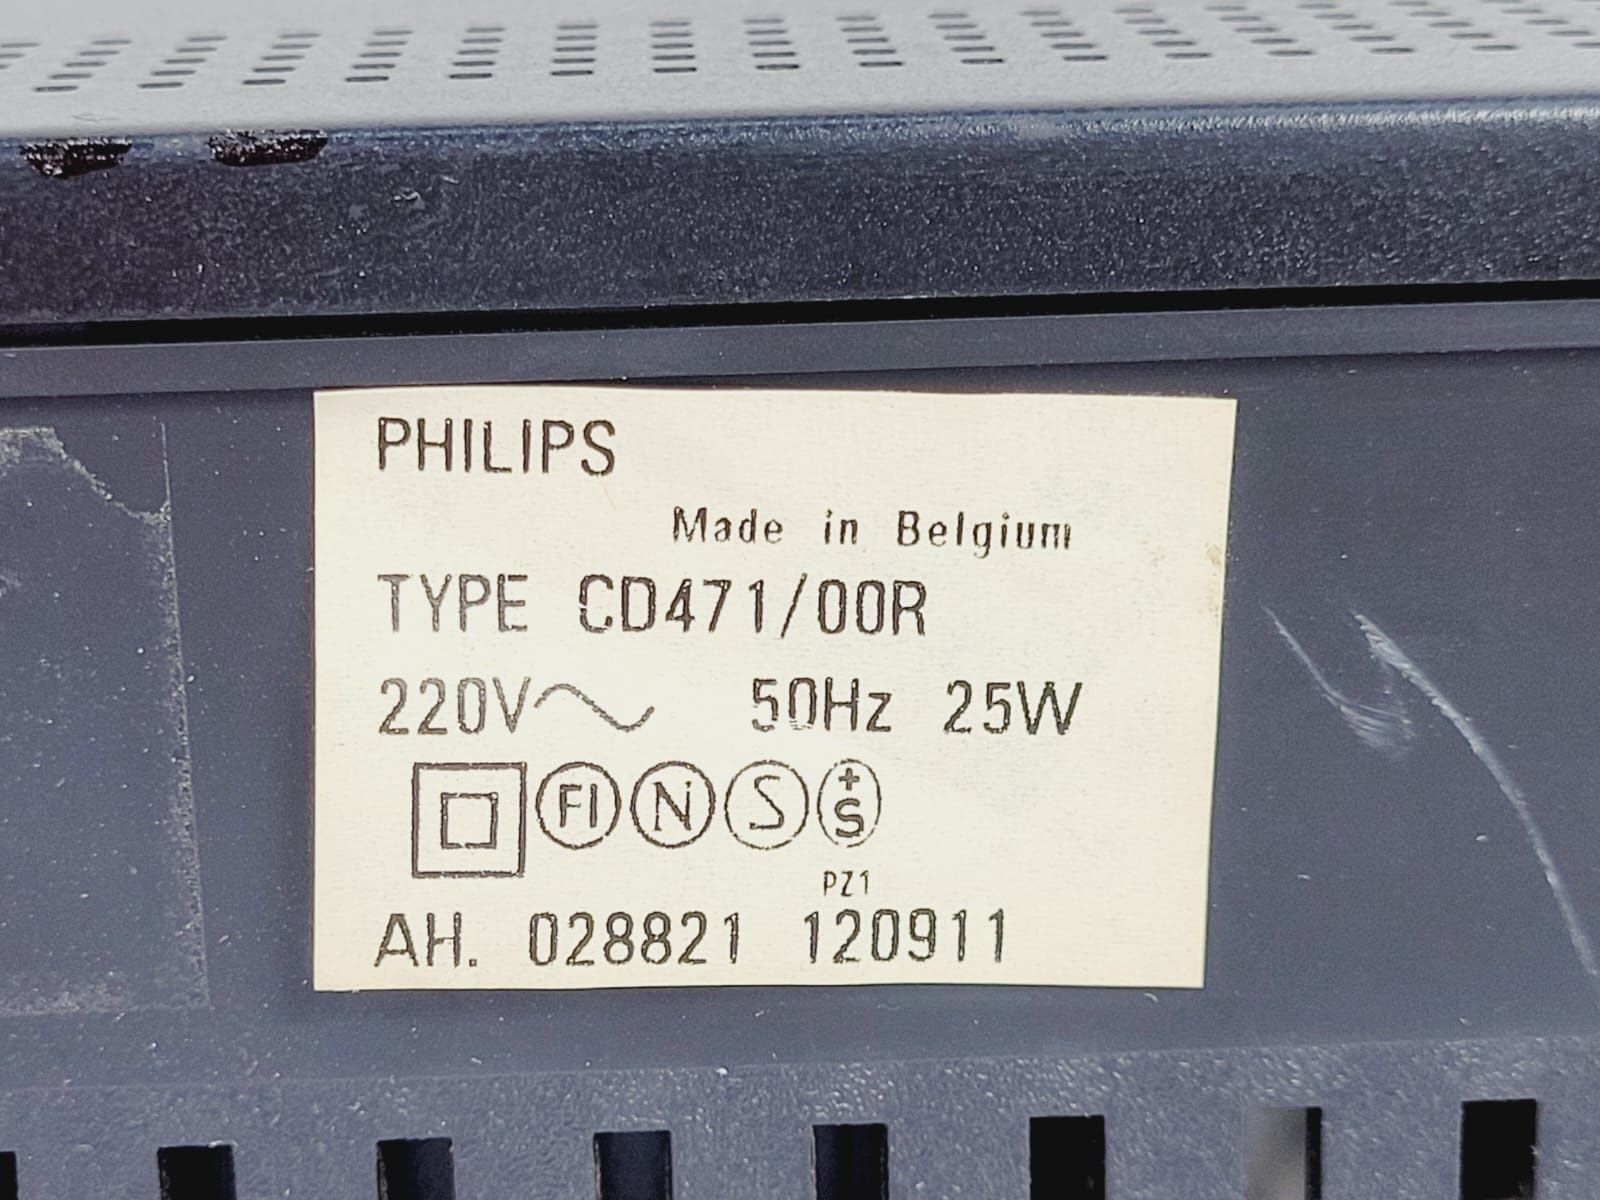 PHILIPS
Made in Belgium
TYPE CD471/00R
220V~ 50Hz 25W
FI N S +S
PZ1
AH. 028821 120911